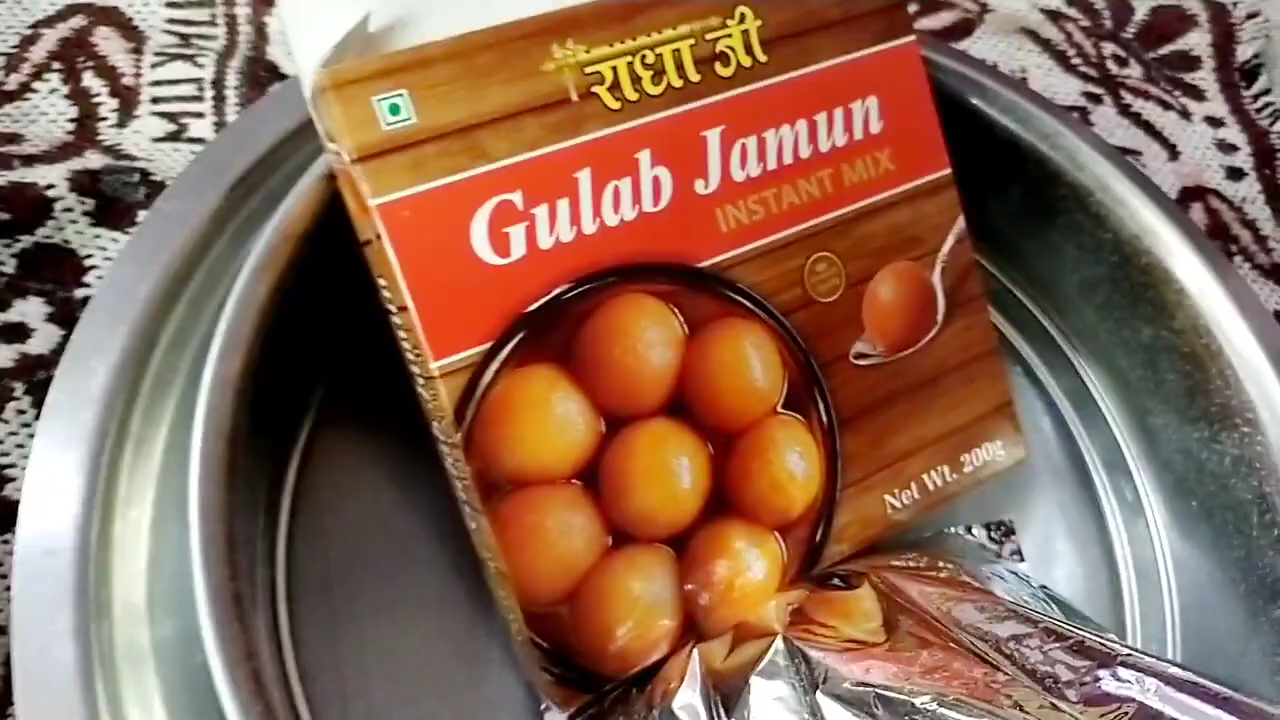 राधा जी
Gulab Jamun
INSTANT MIX
Net Wt. 200g